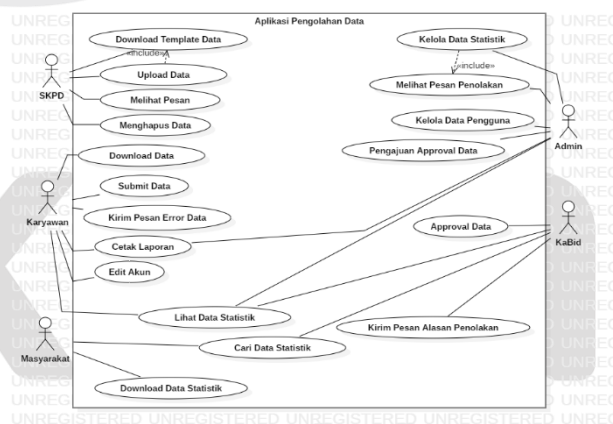 Aplikasi Pengolahan Data
Download Template Data
«include»
Upload Data
Melihat Pesan
Menghapus Data
Download Data
Submit Data
Kirim Pesan Error Data
Cetak Laporan
Edit Akun
Lihat Data Statistik
Cari Data Statistik
Download Data Statistik
Kelola Data Statistik
«include»
Melihat Pesan Penolakan
Kelola Data Pengguna
Pengajuan Approval Data
Approval Data
Kirim Pesan Alasan Penolakan
SKPD
Karyawan
Masyarakat
Admin
KaBid
UNREGISTERED UNREGISTERED UNREGISTERED UNREGISTERED UNREG